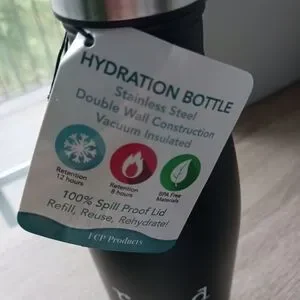 HYDRATION BOTTLE
Stainless Steel
Double Wall Construction
Vacuum Insulated
Retention
12 hours
Retention
8 hours
BPA Free
Materials
100% Spill Proof Lid
Refill, Reuse, Rehydrate!
FCP Products